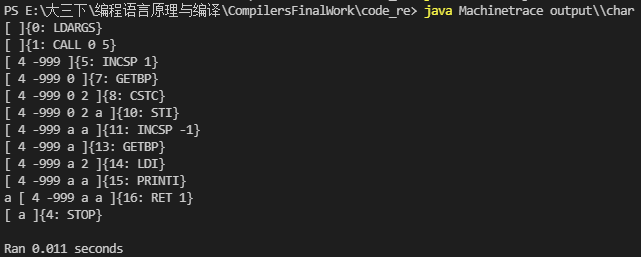 PS E:\大三下\编程语言原理与编译\CompilersFinalWork\code_re> java Machinetrace output\\char
[ ]{0: LDARGS}
[ ]{1: CALL 0 5}
[ 4 -999 ]{5: INCSP 1}
[ 4 -999 0 ]{7: GETBP}
[ 4 -999 0 2 ]{8: CSTC}
[ 4 -999 0 2 a ]{10: STI}
[ 4 -999 a a ]{11: INCSP -1}
[ 4 -999 a ]{13: GETBP}
[ 4 -999 a 2 ]{14: LDI}
[ 4 -999 a a ]{15: PRINTI}
a [ 4 -999 a a ]{16: RET 1}
[ a ]{4: STOP}
Ran 0.011 seconds